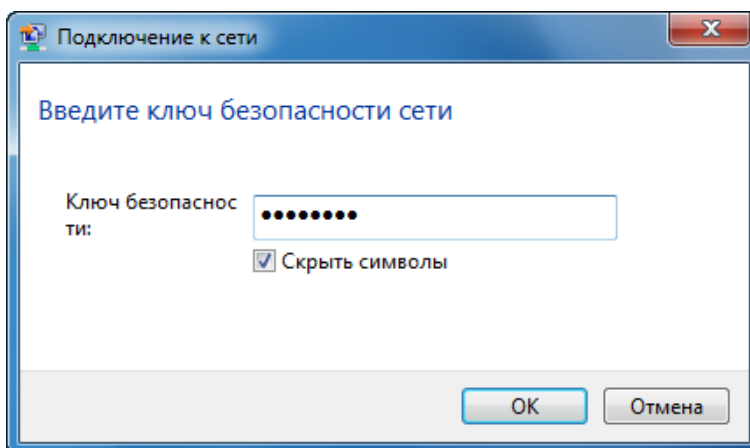 Подключение к сети
Введите ключ безопасности сети
Ключ безопаснос
ти:
••••••••
Скрыть символы
OK
Отмена